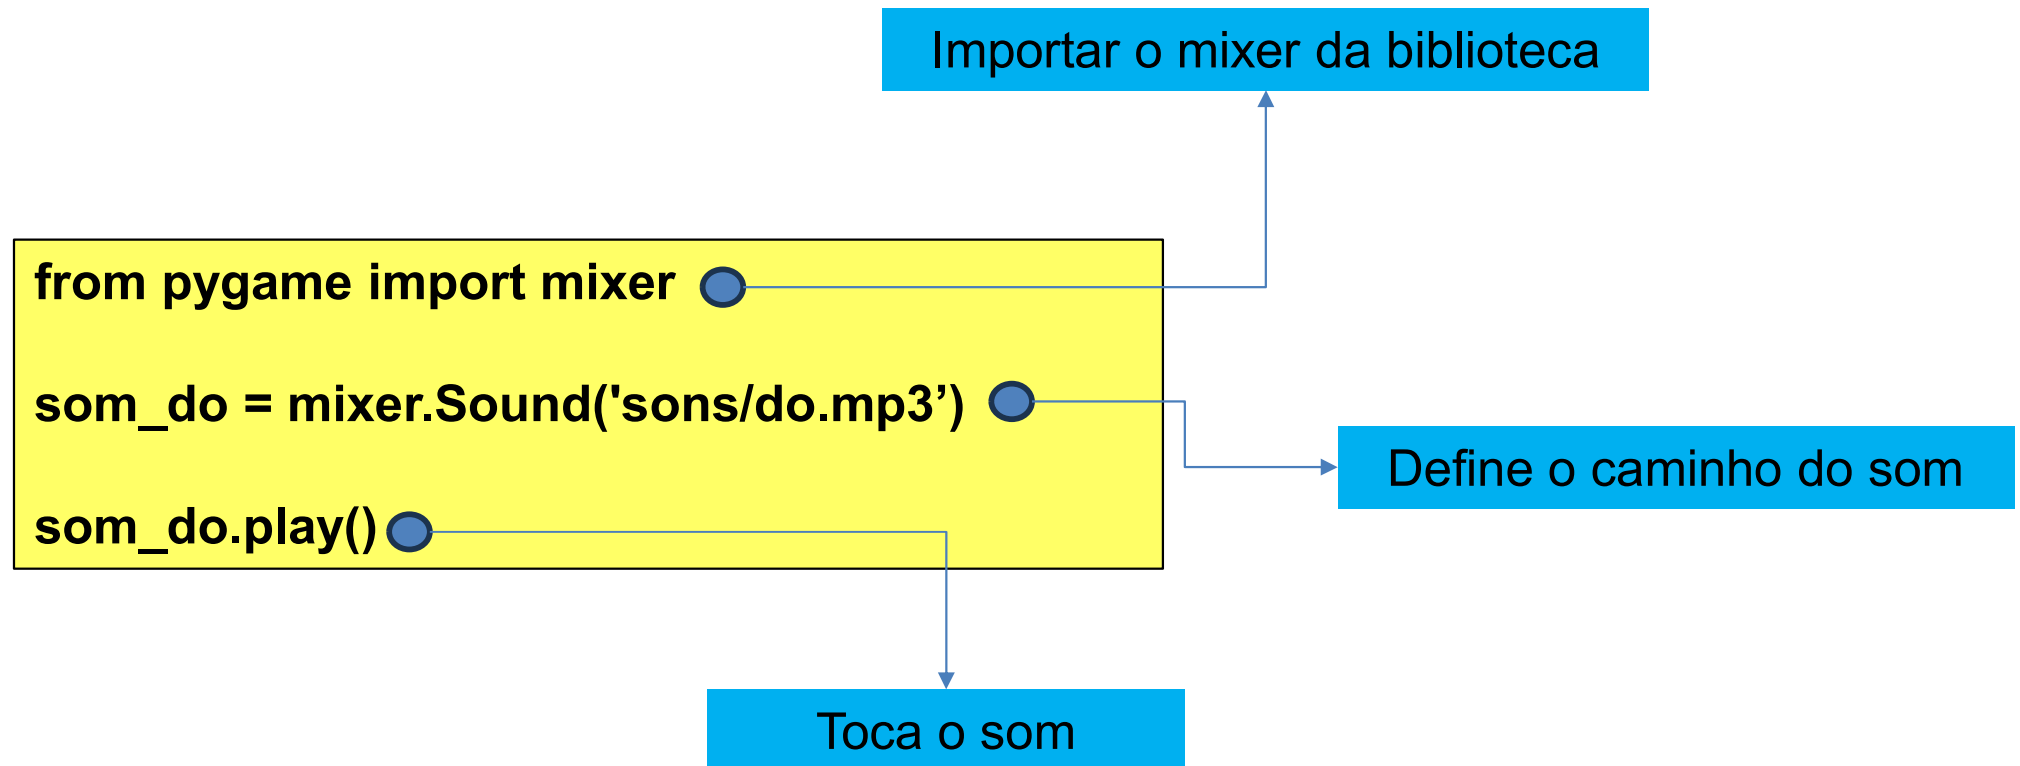 Importar o mixer da biblioteca
from pygame import mixer
som_do = mixer.Sound('sons/do.mp3’)
Define o caminho do som
som_do.play()
Toca o som